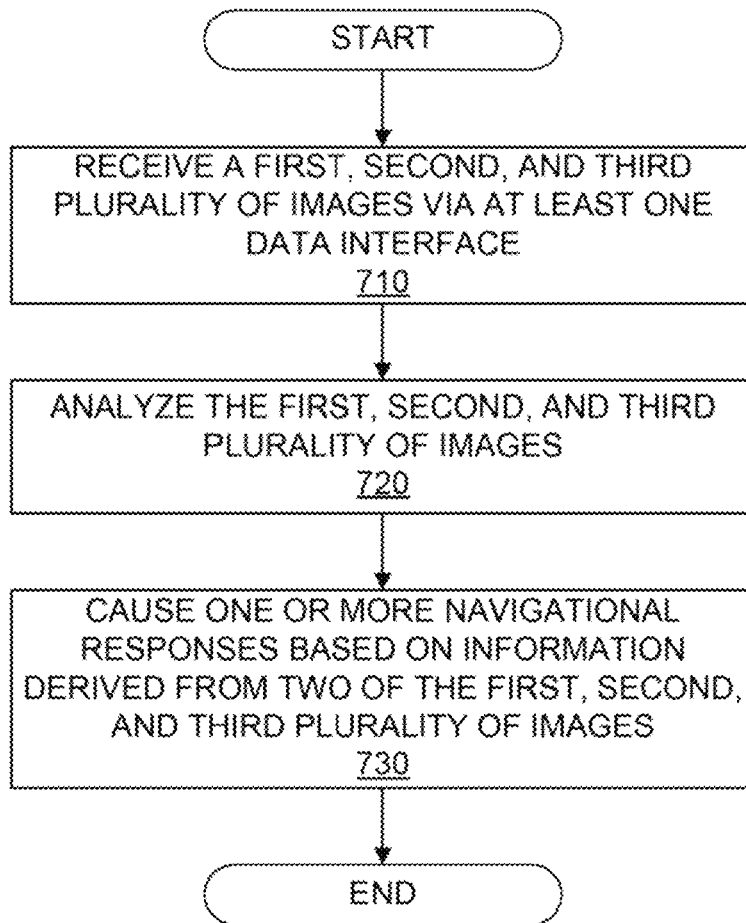 START
RECEIVE A FIRST, SECOND, AND THIRD
PLURALITY OF IMAGES VIA AT LEAST ONE
DATA INTERFACE
710
ANALYZE THE FIRST, SECOND, AND THIRD
PLURALITY OF IMAGES
720
CAUSE ONE OR MORE NAVIGATIONAL
RESPONSES BASED ON INFORMATION
DERIVED FROM TWO OF THE FIRST, SECOND,
AND THIRD PLURALITY OF IMAGES
730
END